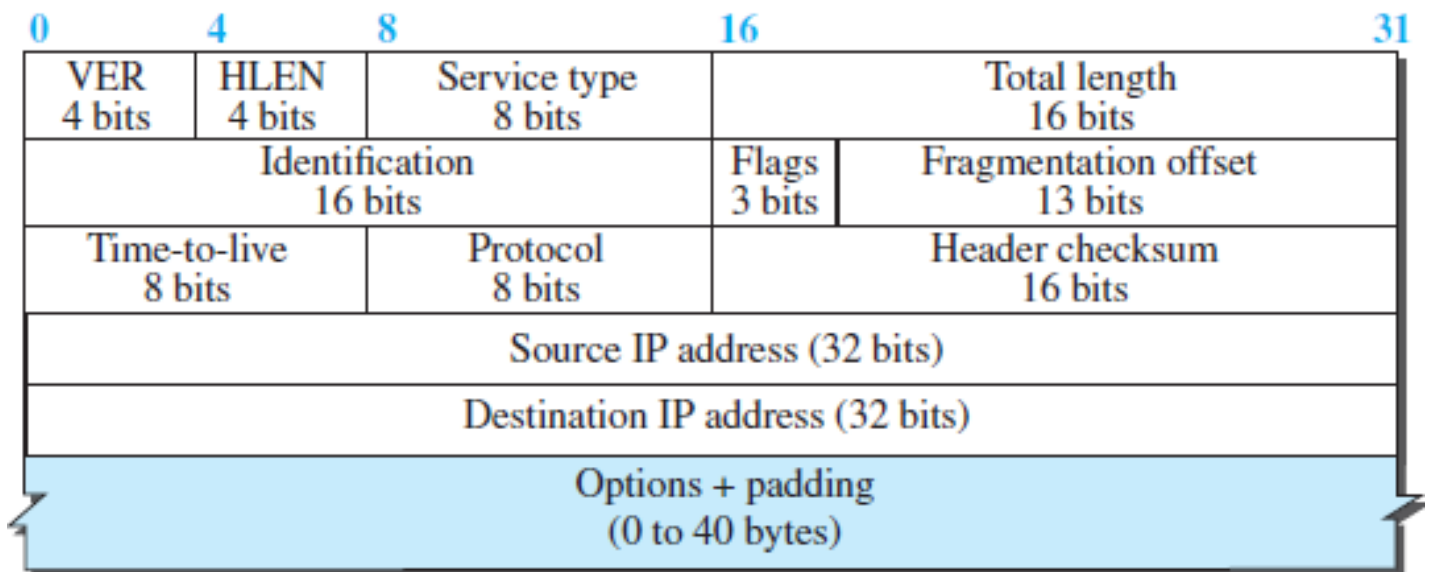 0 4 8 16 31
VER HLEN Service type Total length
4 bits 4 bits 8 bits 16 bits
Identification Flags Fragmentation offset
16 bits 3 bits 13 bits
Time-to-live Protocol Header checksum
8 bits 8 bits 16 bits
Source IP address (32 bits)
Destination IP address (32 bits)
Options + padding
(0 to 40 bytes)